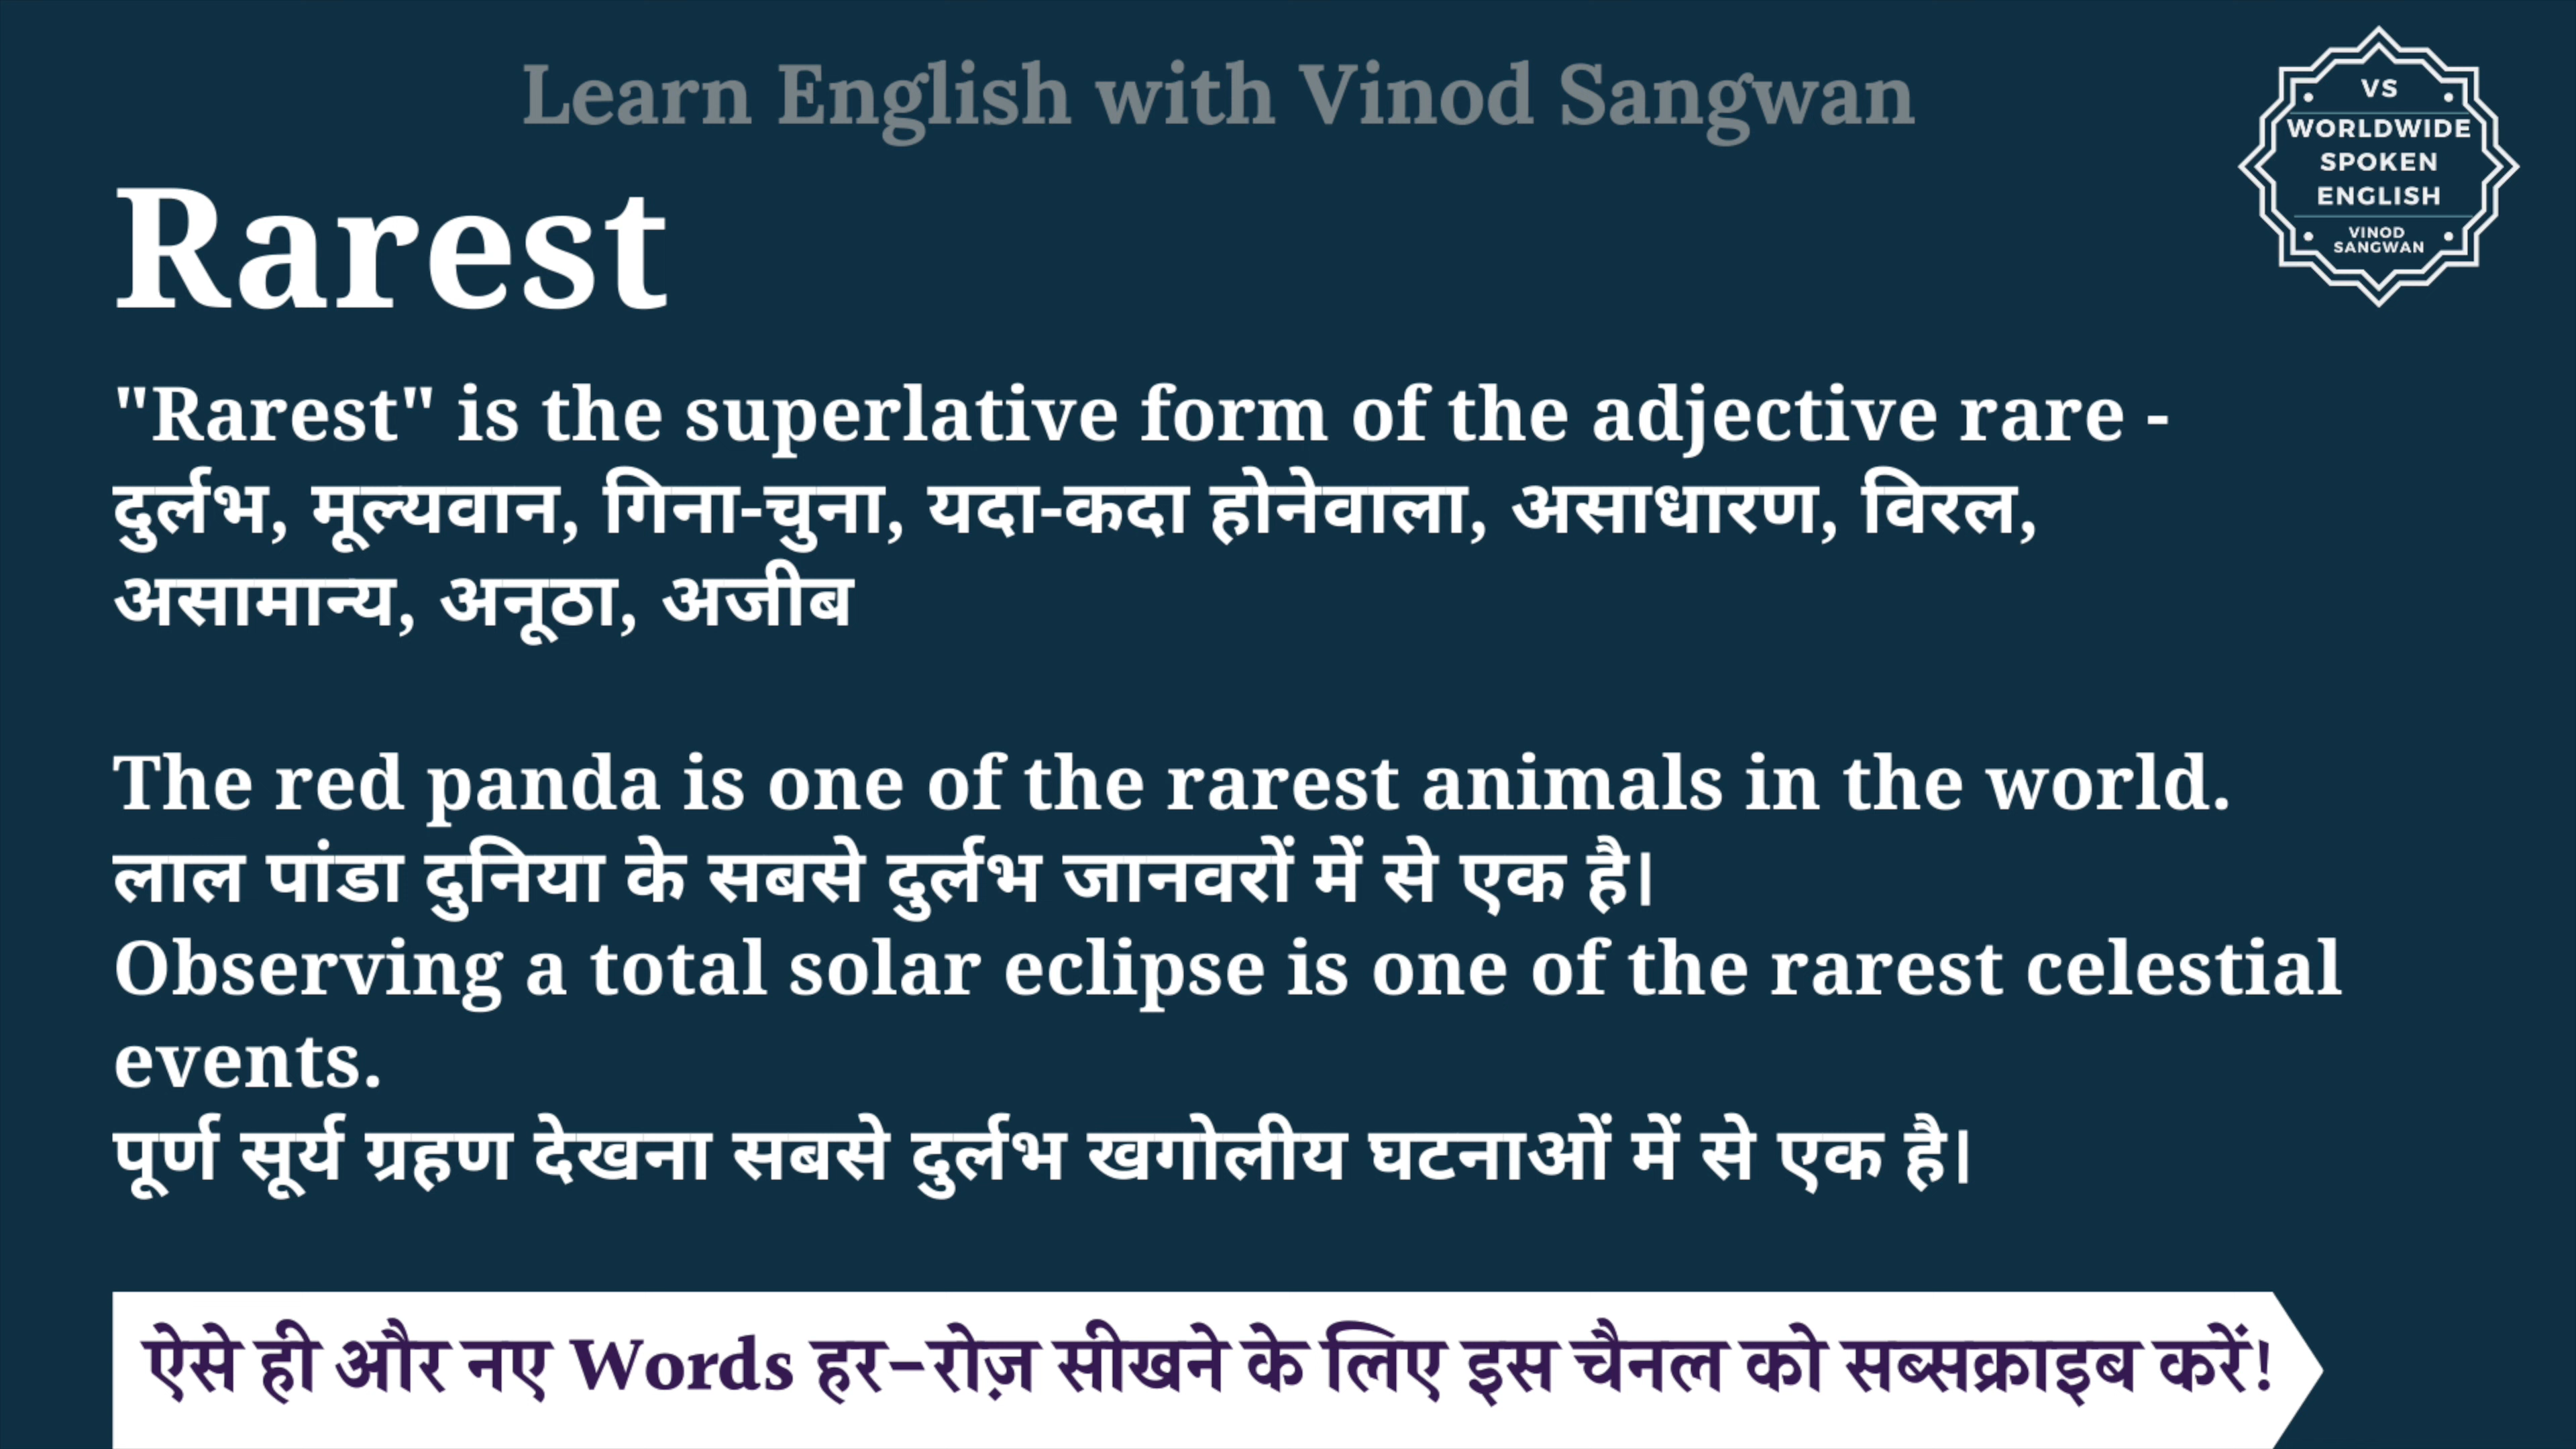 Learn English with Vinod Sangwan
VS
WORLDWIDE
SPOKEN
ENGLISH
VINOD
SANGWAN
Rarest
"Rarest" is the superlative form of the adjective rare -
दुर्लभ, मूल्यवान, गिना-चुना, यदा-कदा होनेवाला, असाधारण, विरल,
असामान्य, अनूठा, अजीब
The red panda is one of the rarest animals in the world.
लाल पांडा दुनिया के सबसे दुर्लभ जानवरों में से एक है।
Observing a total solar eclipse is one of the rarest celestial
events.
पूर्ण सूर्य ग्रहण देखना सबसे दुर्लभ खगोलीय घटनाओं में से एक है।
ऐसे ही और नए Words हर-रोज़ सीखने के लिए इस चैनल को सब्सक्राइब करें!